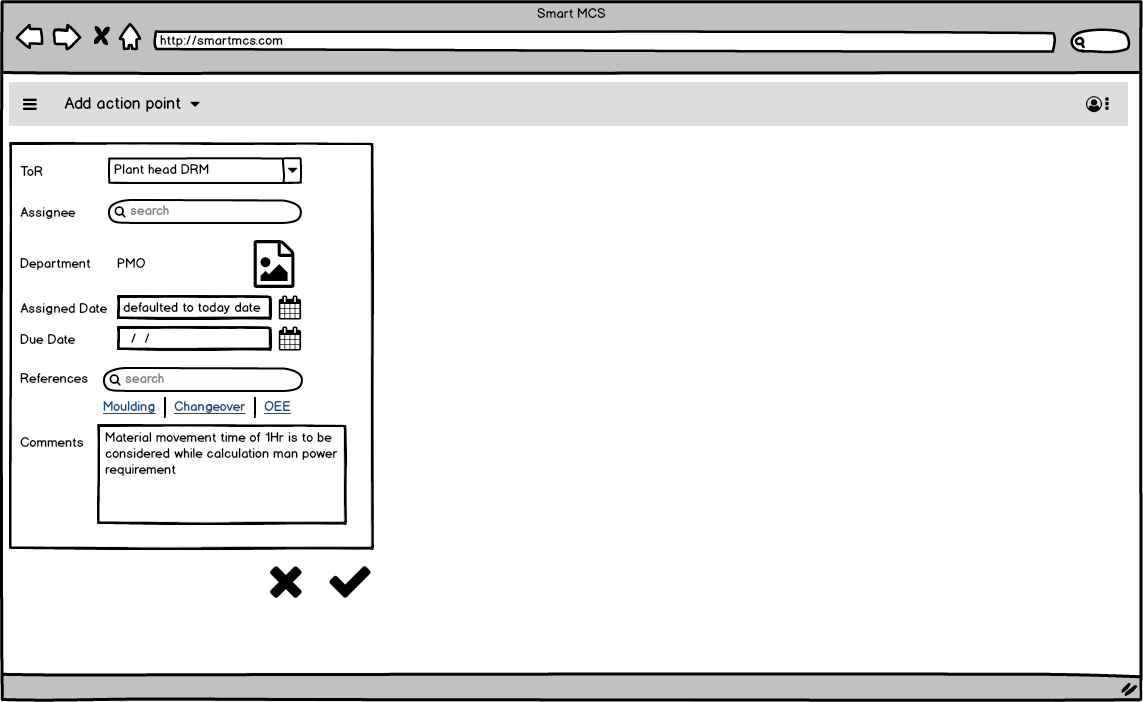 Smart MCS
http://smartmcs.com
Add action point
ToR Plant head DRM
Assignee search
Department PMO
Assigned Date defaulted to today date
Due Date / /
References search
Moulding Changeover OEE
Comments
Material movement time of 1Hr is to be
considered while calculation man power
requirement